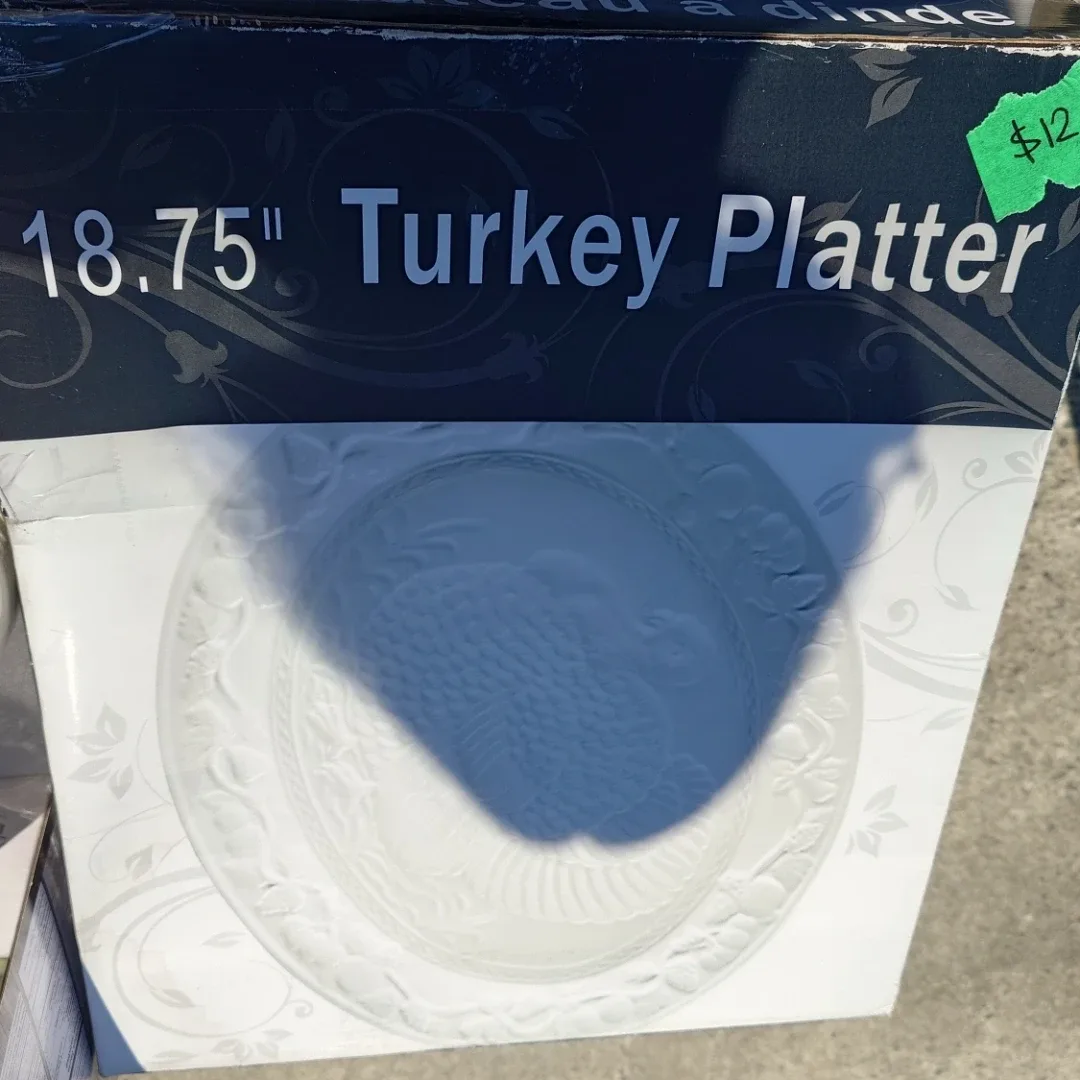 à dinde
$12
18.75" Turkey Platter